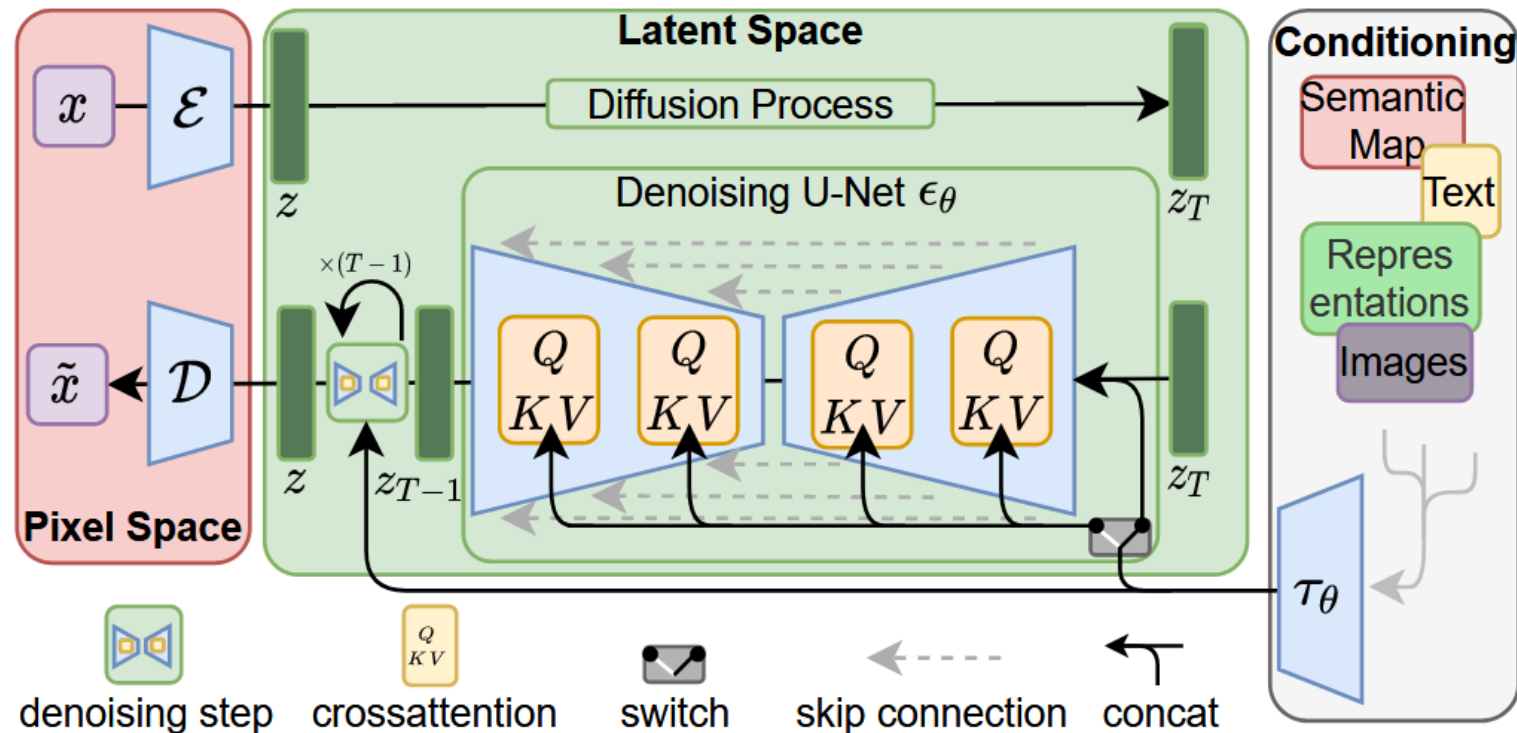 Latent Space
Conditioning
x
ℰ
Diffusion Process
z
z_T
Semantic
Map
Text
Denoising U-Net ϵ_θ
Repres
entations
Images
×(T − 1)
x̃
𝒟
Q
K V
Q
K V
Q
K V
Q
K V
z
z_{T−1}
z_T
Pixel Space
τ_θ
Q
K V
denoising step
crossattention
switch
skip connection
concat